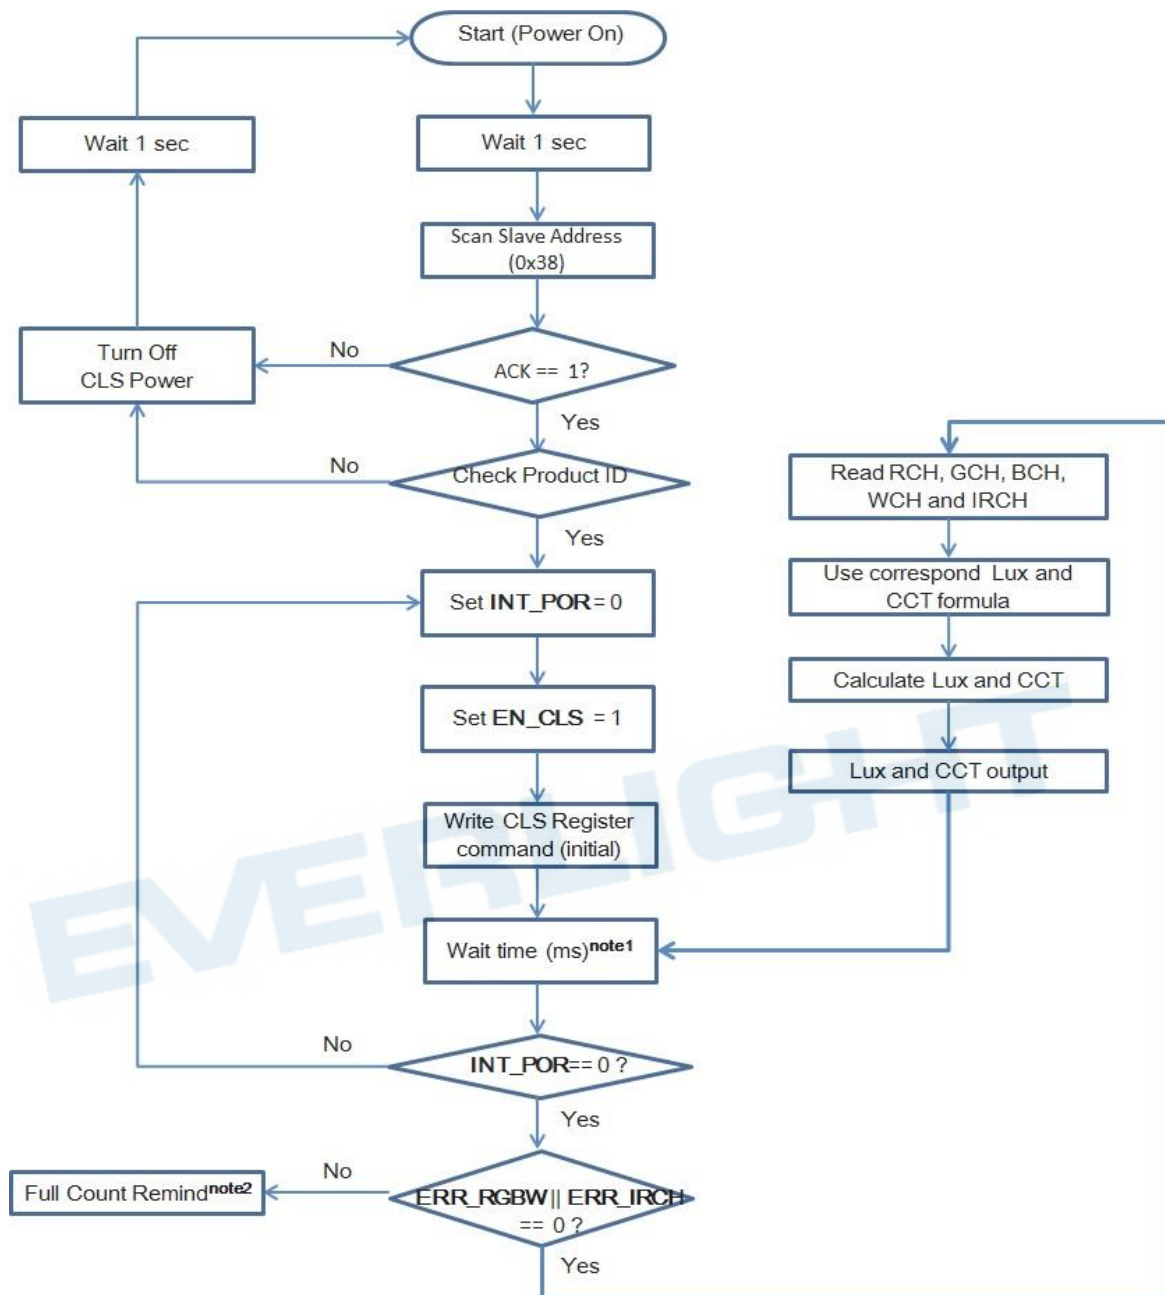 Start (Power On)
Wait 1 sec
Wait 1 sec
Scan Slave Address
(0x38)
Turn Off
CLS Power
No
ACK == 1?
Yes
No
Check Product ID
Yes
Read RCH, GCH, BCH,
WCH and IRCH
Set INT_POR = 0
Use correspond Lux and
CCT formula
Calculate Lux and CCT
Set EN_CLS = 1
Lux and CCT output
Write CLS Register
command (initial)
EVERLIGHT
Wait time (ms)note1
No
INT_POR== 0 ?
Yes
No
Full Count Remindnote2
ERR_RGBW || ERR_IRCH
== 0 ?
Yes